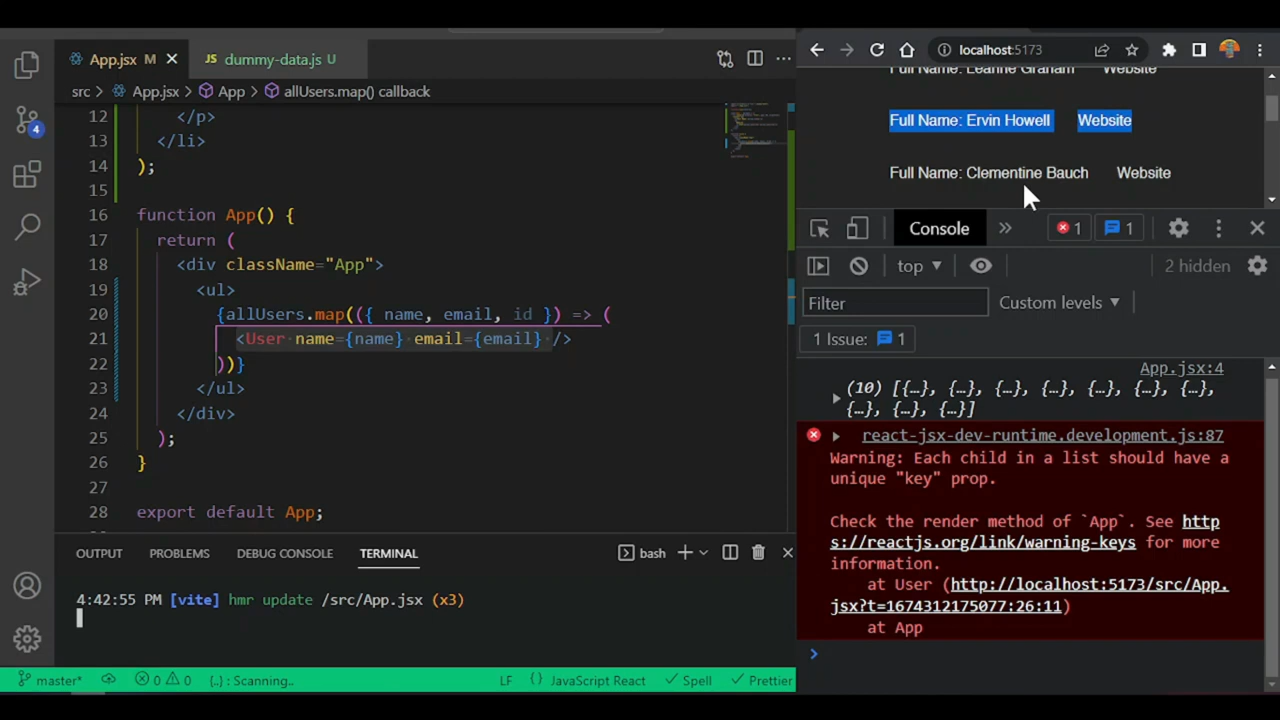 App.jsx M
JS dummy-data.js U
src > App.jsx > App > allUsers.map() callback
12 </p>
13 </li>
14 );
15
16 function App() {
17 return (
18 <div className="App">
19 <ul>
20 {allUsers.map(({ name, email, id }) => (
21 <User name={name} email={email} />
22 ))}
23 </ul>
24 </div>
25 );
26 }
27
28 export default App;
4
OUTPUT PROBLEMS DEBUG CONSOLE TERMINAL
bash
4:42:55 PM [vite] hmr update /src/App.jsx (x3)
master* 0 0 {..} : Scanning.. LF {} JavaScript React Spell Prettier
localhost:5173
Full Name: Leanne Graham Website
Full Name: Ervin Howell Website
Full Name: Clementine Bauch Website
Console » 1 1
top 2 hidden
Filter Custom levels
1 Issue: 1
App.jsx:4
(10) [{…}, {…}, {…}, {…}, {…}, {…}, {…},
{…}, {…}, {…}]
react-jsx-dev-runtime.development.js:87
Warning: Each child in a list should have a
unique "key" prop.
Check the render method of `App`. See http
s://reactjs.org/link/warning-keys for more
information.
at User (http://localhost:5173/src/App.
jsx?t=1674312175077:26:11)
at App